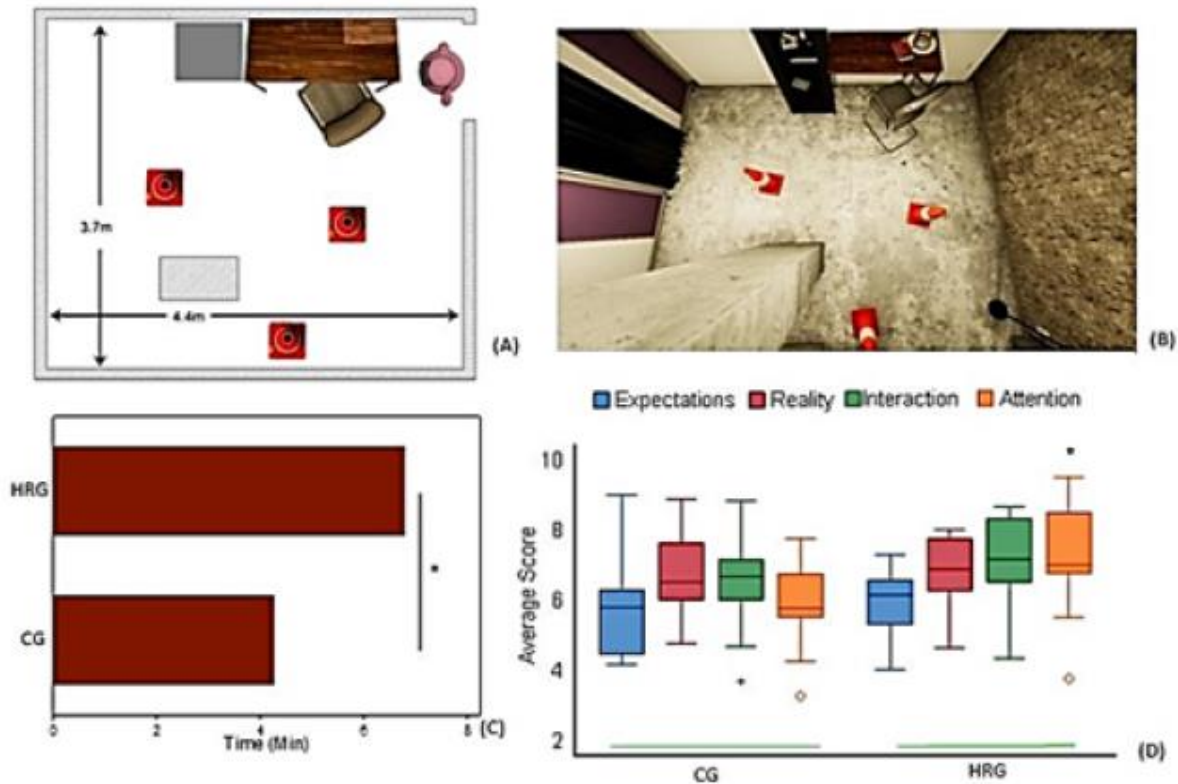 3.7m
4.4m
(A)
(B)
HRG
CG
0 2 4 6 8
Time (Min)
(C)
Expectations Reality Interaction Attention
10
8
6
4
2
Average Score
CG HRG
(D)